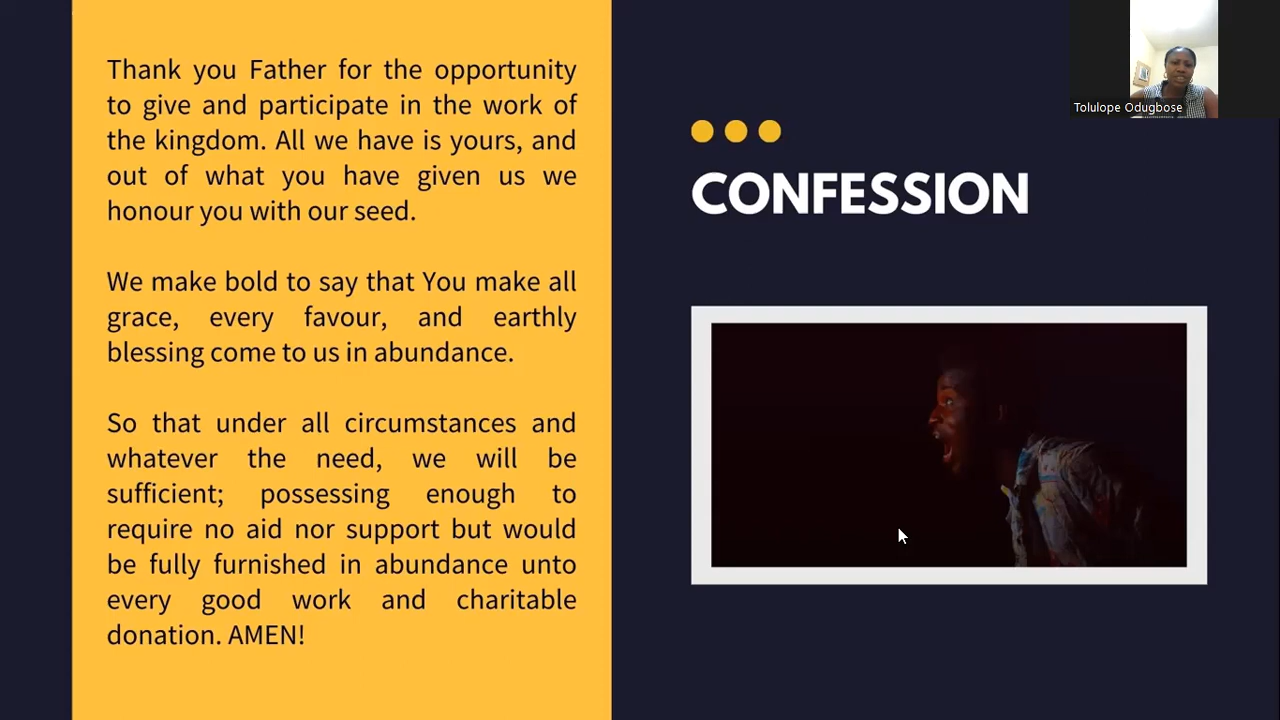 Thank you Father for the opportunity
to give and participate in the work of
the kingdom. All we have is yours, and
out of what you have given us we
honour you with our seed.
We make bold to say that You make all
grace, every favour, and earthly
blessing come to us in abundance.
So that under all circumstances and
whatever the need, we will be
sufficient; possessing enough to
require no aid nor support but would
be fully furnished in abundance unto
every good work and charitable
donation. AMEN!
CONFESSION
Tolulope Odugbose